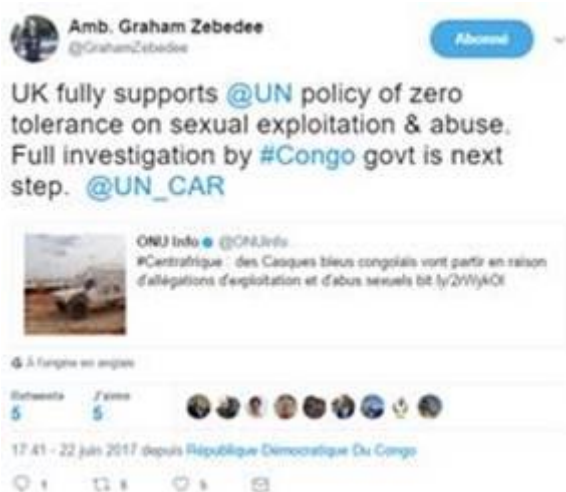 Amb. Graham Zebedee
@GrahamZebedee
Abonné
UK fully supports @UN policy of zero
tolerance on sexual exploitation & abuse.
Full investigation by #Congo govt is next
step. @UN_CAR
ONU Info @ONUinfo
#Centrafrique : des Casques bleus congolais vont partir en raison
d'allégations d'exploitation et d'abus sexuels bit.ly/
À l'origine en anglais
Retweets J'aime
5 5
17:41 - 22 juin 2017 depuis République Démocratique Du Congo